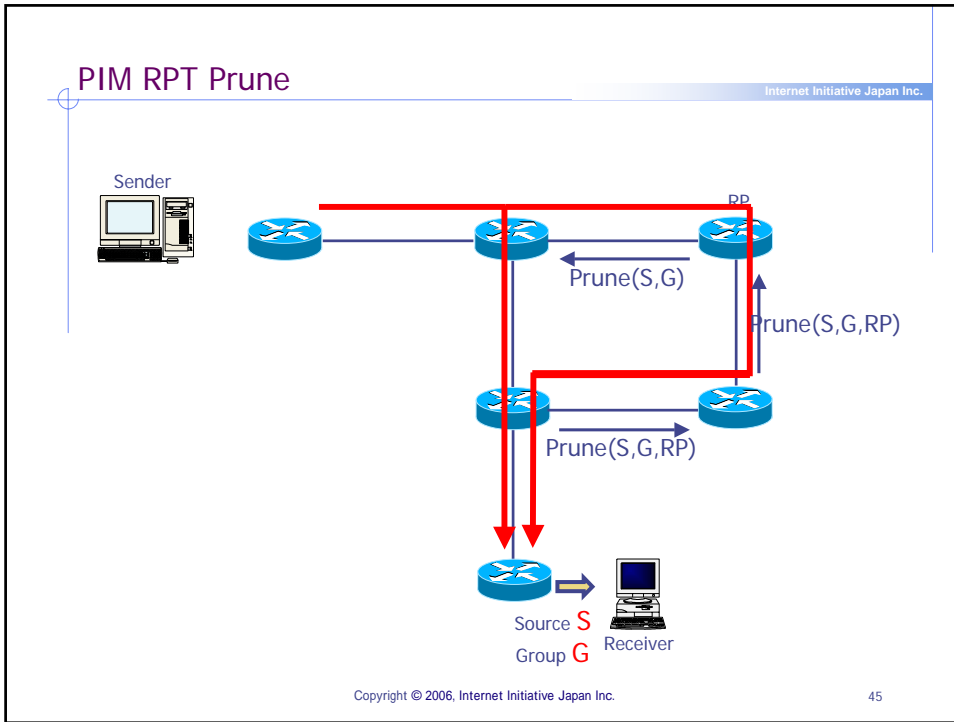 PIM RPT Prune
Internet Initiative Japan Inc.
Sender
RP
Prune(S,G)
Prune(S,G,RP)
Prune(S,G,RP)
Source S
Group G
Receiver
Copyright © 2006, Internet Initiative Japan Inc.
45